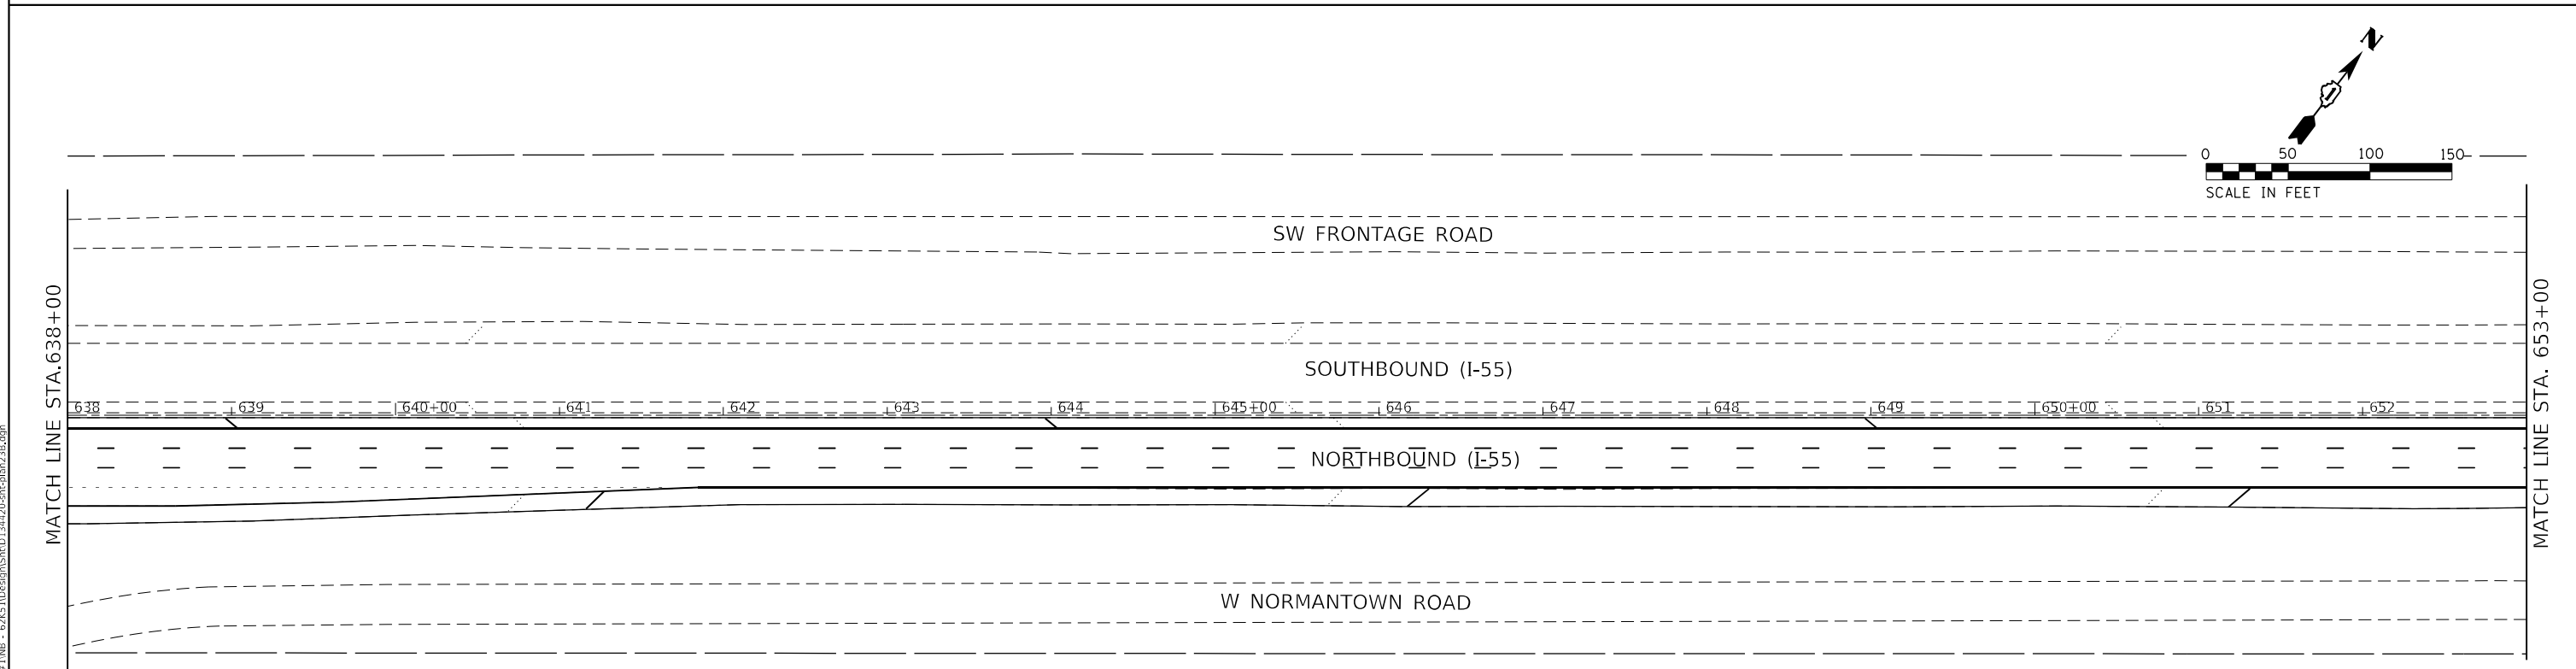 N
0 50 100 150
SCALE IN FEET
SW FRONTAGE ROAD
MATCH LINE STA.638+00
MATCH LINE STA. 653+00
SOUTHBOUND (I-55)
638 639 640+00 641 642 643 644 645+00 646 647 648 649 650+00 651 652
NORTHBOUND (I-55)
W NORMANTOWN ROAD